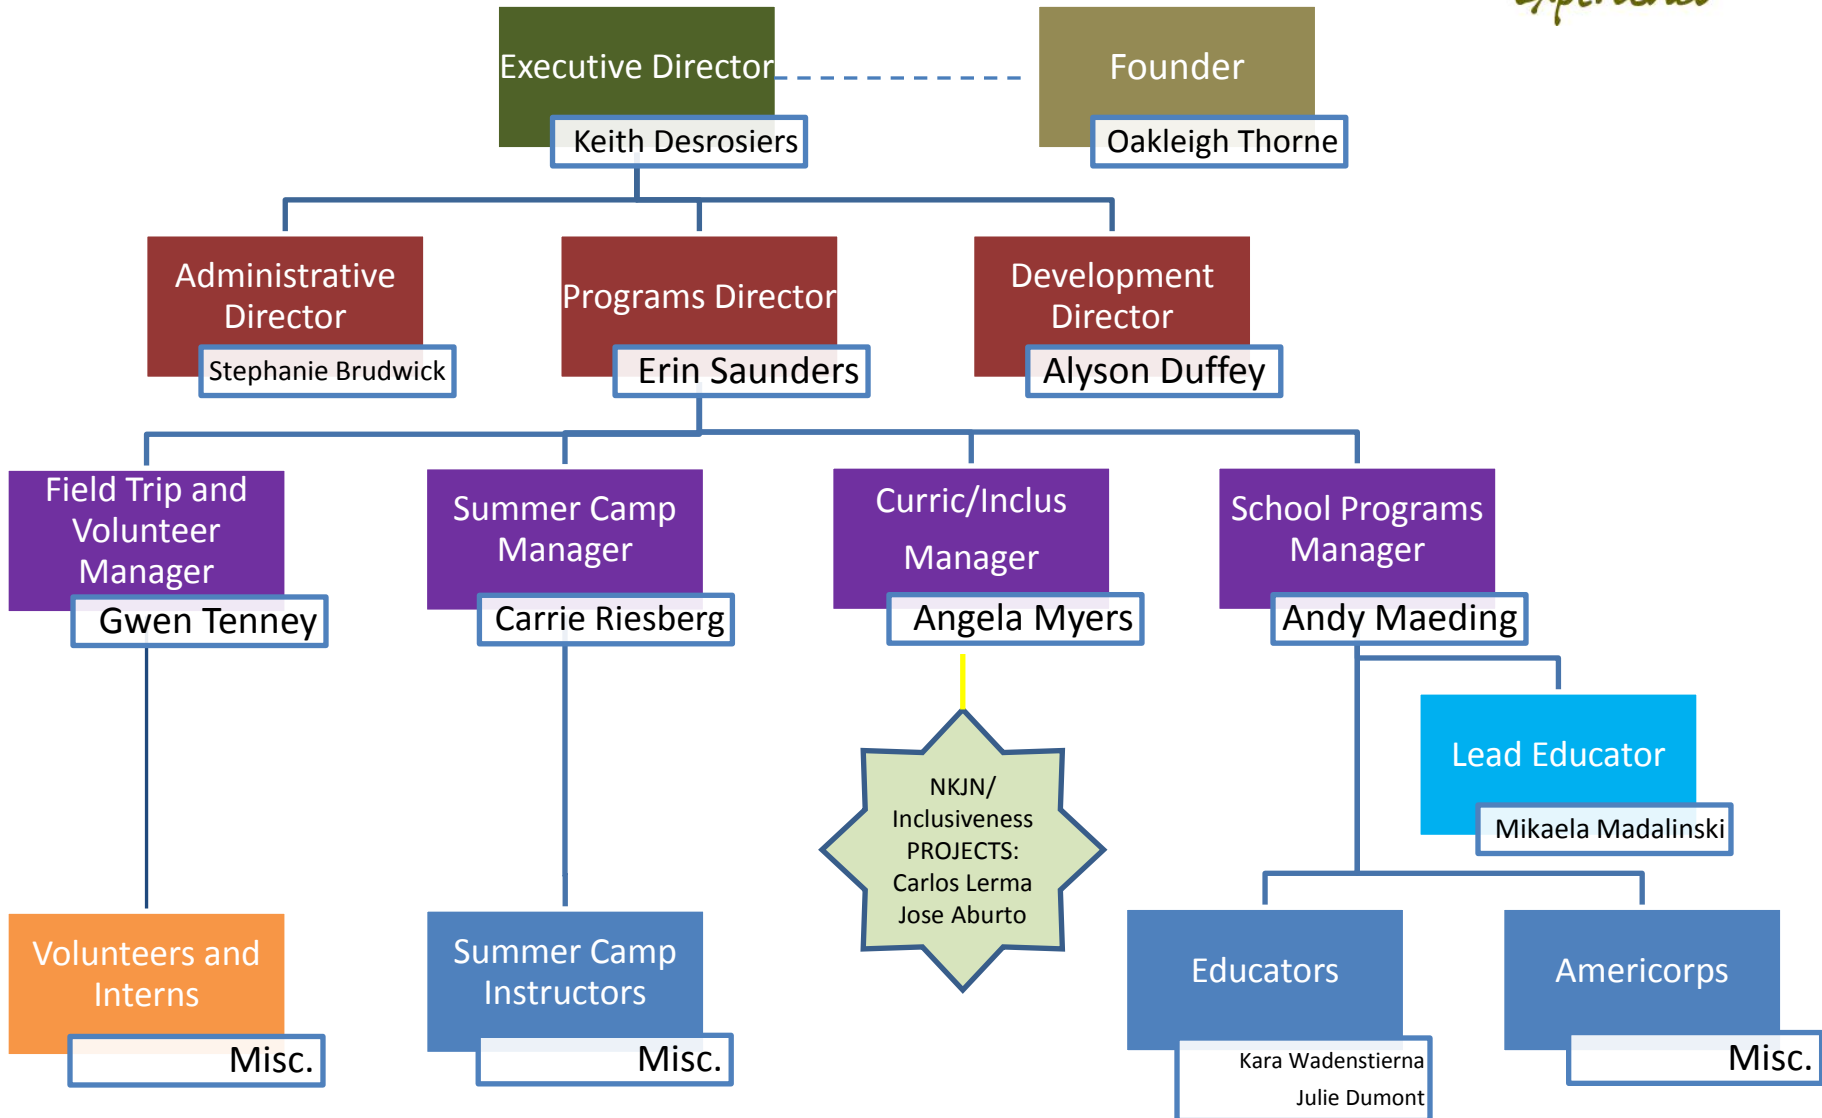 Executive Director
Keith Desrosiers
Founder
Oakleigh Thorne
Administrative
Director
Stephanie Brudwick
Programs Director
Erin Saunders
Development
Director
Alyson Duffey
Field Trip and
Volunteer
Manager
Gwen Tenney
Summer Camp
Manager
Carrie Riesberg
Curric/Inclus
Manager
Angela Myers
School Programs
Manager
Andy Maeding
Lead Educator
Mikaela Madalinski
NKJN/
Inclusiveness
PROJECTS:
Carlos Lerma
Jose Aburto
Volunteers and
Interns
Misc.
Summer Camp
Instructors
Misc.
Educators
Kara Wadenstierna
Julie Dumont
Americorps
Misc.